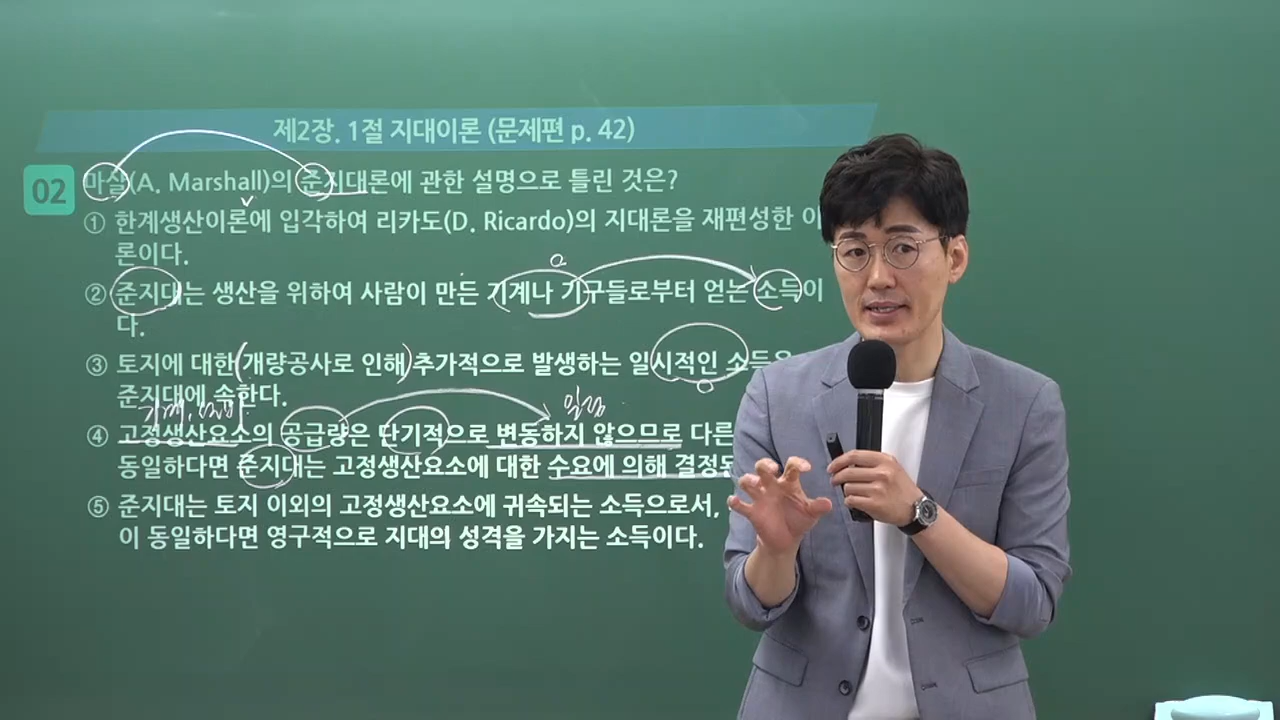 제2장. 1절 지대이론 (문제편 p. 42)
02 마샬(A. Marshall)의 준지대론에 관한 설명으로 틀린 것은?
① 한계생산이론에 입각하여 리카도(D. Ricardo)의 지대론을 재편성한 이
론이다.
② 준지대는 생산을 위하여 사람이 만든 기계나 기구들로부터 얻는 소득이
다.
③ 토지에 대한 개량공사로 인해 추가적으로 발생하는 일시적인 소득은
준지대에 속한다.
일정
④ 고정생산요소의 공급량은 단기적으로 변동하지 않으므로 다른
동일하다면 준지대는 고정생산요소에 대한 수요에 의해 결정된
⑤ 준지대는 토지 이외의 고정생산요소에 귀속되는 소득으로서,
이 동일하다면 영구적으로 지대의 성격을 가지는 소득이다.